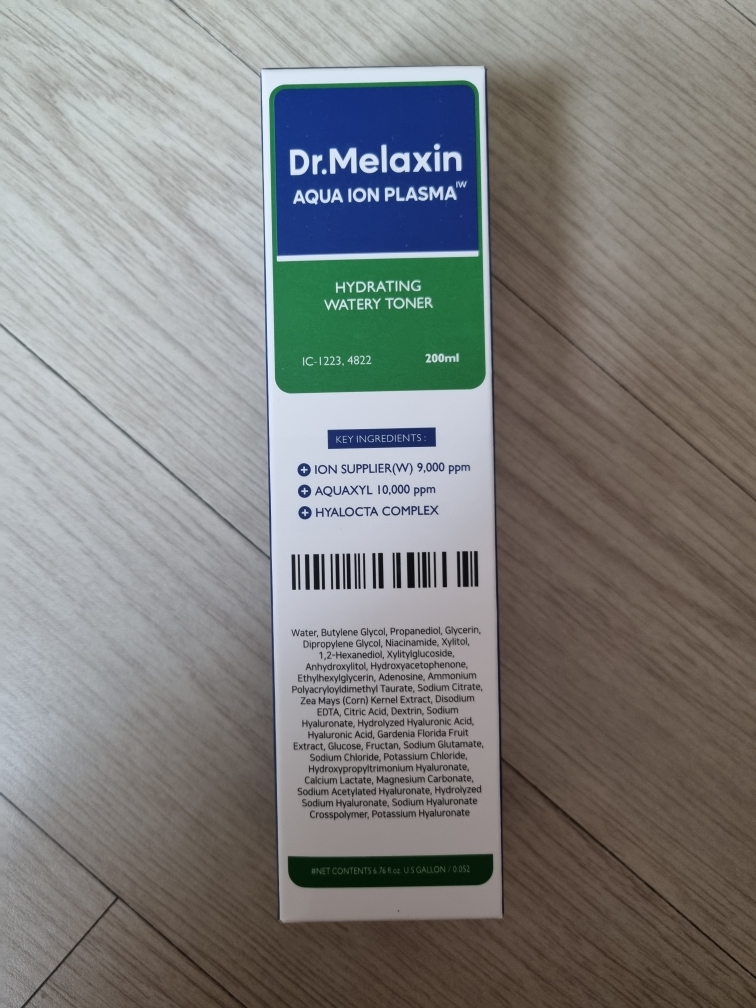 Dr.Melaxin
AQUA ION PLASMA IW
HYDRATING
WATERY TONER
IC-1223, 4822 200ml
KEY INGREDIENTS :
ION SUPPLIER(W) 9,000 ppm
AQUAXYL 10,000 ppm
HYALOCTA COMPLEX
Water, Butylene Glycol, Propanediol, Glycerin,
Dipropylene Glycol, Niacinamide, Xylitol,
1,2-Hexanediol, Xylitylglucoside,
Anhydroxylitol, Hydroxyacetophenone,
Ethylhexylglycerin, Adenosine, Ammonium
Polyacryloyldimethyl Taurate, Sodium Citrate,
Zea Mays (Corn) Kernel Extract, Disodium
EDTA, Citric Acid, Dextrin, Sodium
Hyaluronate, Hydrolyzed Hyaluronic Acid,
Hyaluronic Acid, Gardenia Florida Fruit
Extract, Glucose, Fructan, Sodium Glutamate,
Sodium Chloride, Potassium Chloride,
Hydroxypropyltrimonium Hyaluronate,
Calcium Lactate, Magnesium Carbonate,
Sodium Acetylated Hyaluronate, Hydrolyzed
Sodium Hyaluronate, Sodium Hyaluronate
Crosspolymer, Potassium Hyaluronate
#NET CONTENTS 6.76 fl.oz. U.S GALLON / 0.052